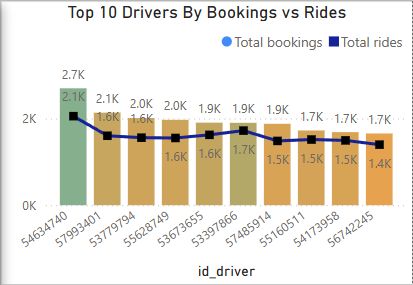 Top 10 Drivers By Bookings vs Rides
Total bookings Total rides
2.7K 2.1K 2.0K 2.0K 1.9K 1.9K 1.9K 1.7K 1.7K 1.7K
2.1K 1.6K 1.6K 1.6K 1.6K 1.7K 1.5K 1.5K 1.5K 1.4K
2K
0K
54634740 57993401 53779794 55628749 53673655 53397866 57485914 55160511 54173958 56742245
id_driver